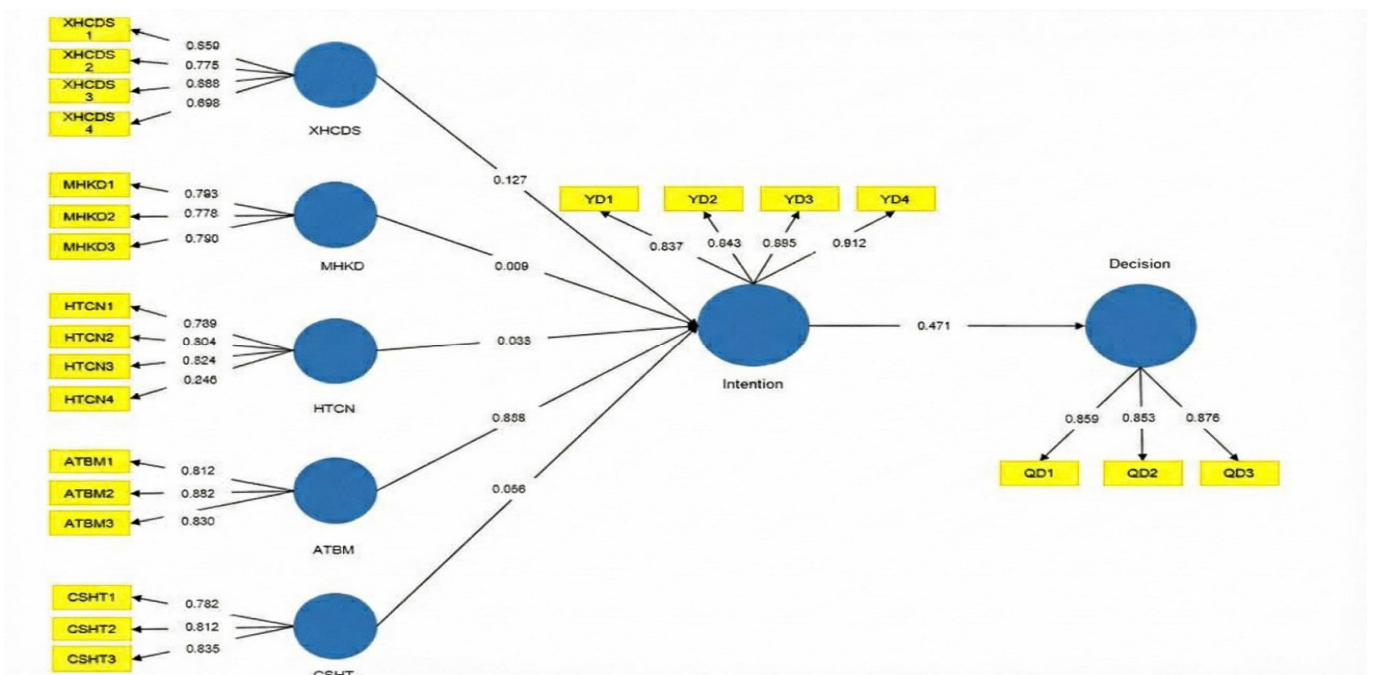 XHCDS
1
0.859
XHCDS
2
0.775
XHCDS
3
0.888
XHCDS
4
0.698
XHCDS
0.127
MHKD1
0.793
MHKD2
0.778
MHKD3
0.790
MHKD
0.009
YD1
YD2
YD3
YD4
0.837
0.843
0.885
0.912
Decision
HTCN1
0.789
HTCN2
0.804
HTCN3
0.824
HTCN4
0.246
HTCN
0.038
Intention
0.471
0.859
0.853
0.876
QD1
QD2
QD3
ATBM1
0.812
ATBM2
0.882
ATBM3
0.830
ATBM
0.888
0.056
CSHT1
0.782
CSHT2
0.812
CSHT3
0.835
CSHT